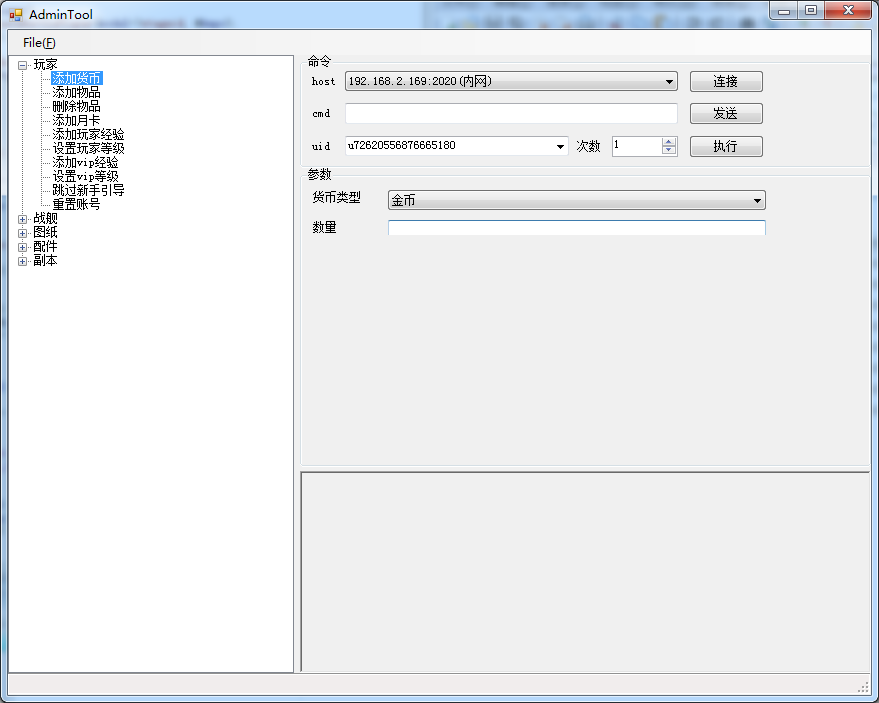 AdminTool
File(F)
玩家
添加货币
添加物品
删除物品
添加月卡
添加玩家经验
设置玩家等级
添加vip经验
设置vip等级
跳过新手引导
重置账号
战舰
图纸
配件
副本
命令
host 192.168.2.169:2020(内网) 连接
cmd 发送
uid u72620556876665180 次数 1 执行
参数
货币类型 金币
数量